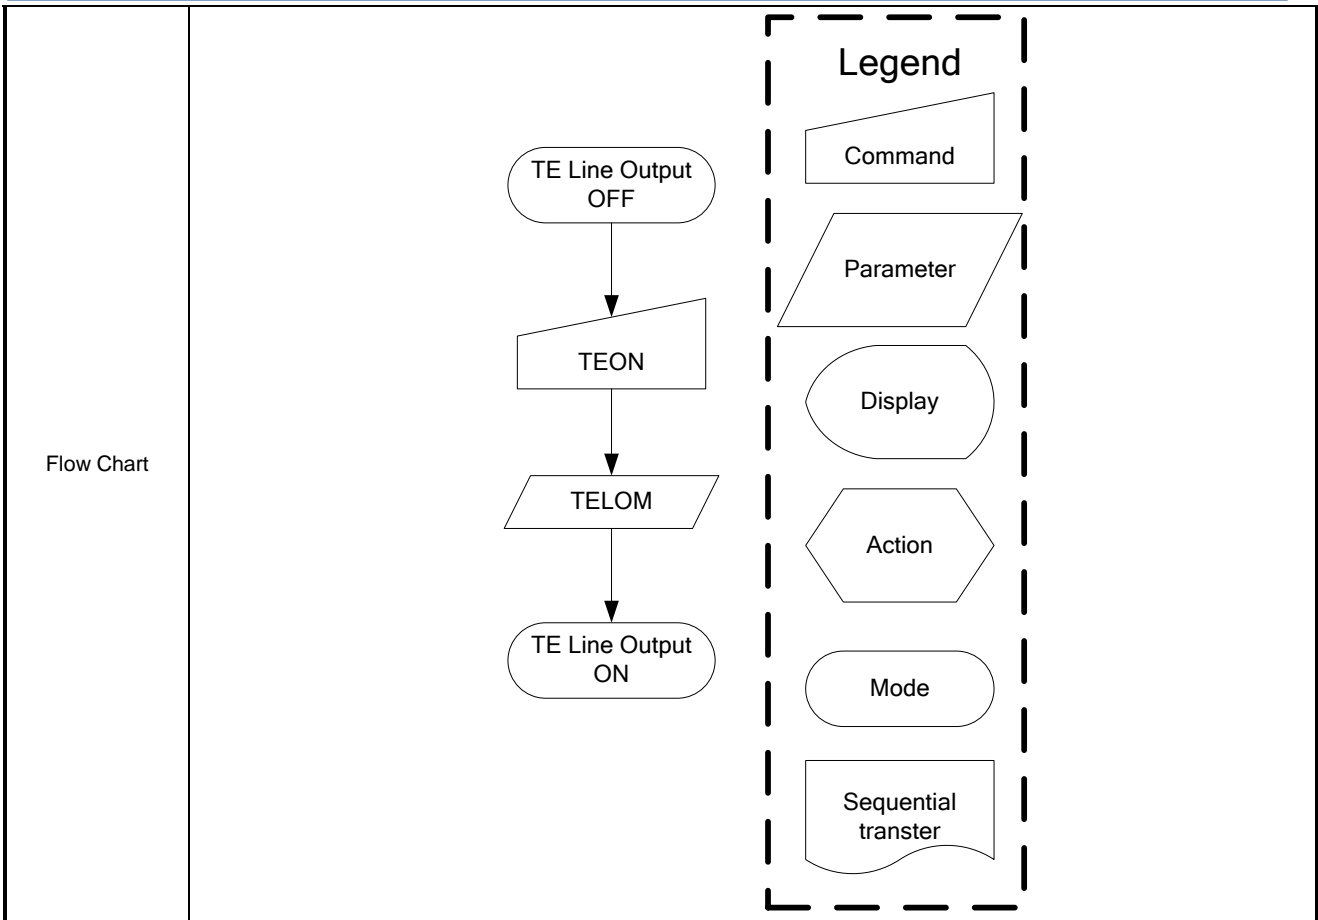 Flow Chart
TE Line Output
OFF
TEON
TELOM
TE Line Output
ON
Legend
Command
Parameter
Display
Action
Mode
Sequential
transter